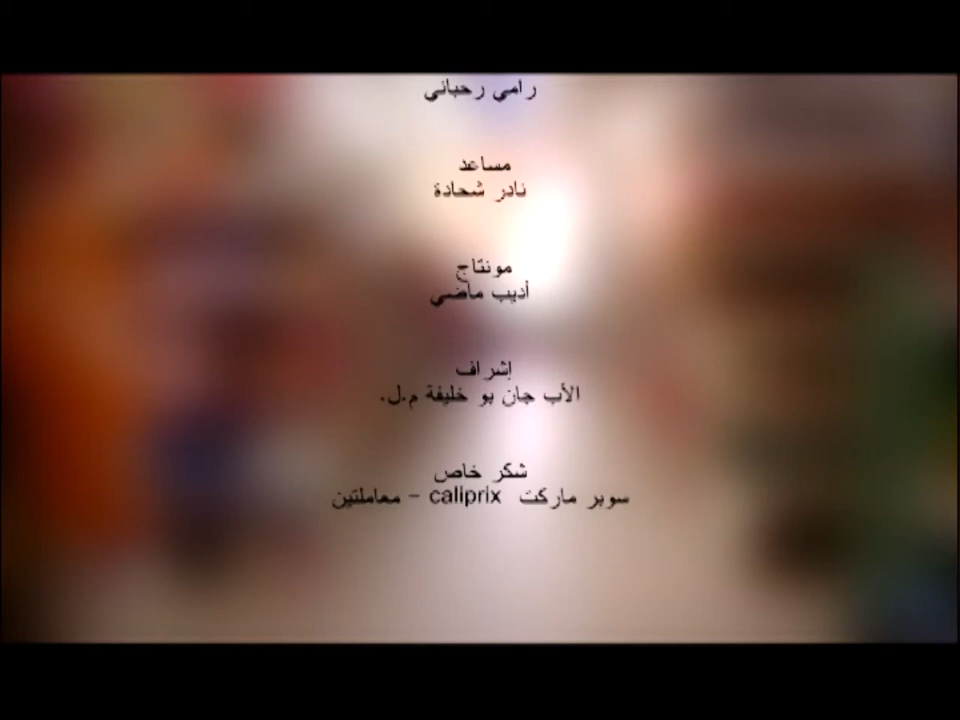 رامي رحباني
مساعد
نادر شحادة
مونتاج
أديب ماضي
إشراف
الأب جان بو خليفة م.ل.
شكر خاص
سوبر ماركت caliprix - معاملتين